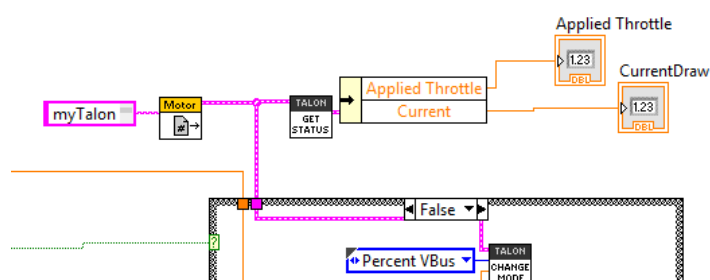 Applied Throttle
1.23
DBL
CurrentDraw
1.23
DBL
myTalon
Motor
#
TALON
GET
STATUS
Applied Throttle
Current
False
?
Percent VBus
TALON
CHANGE
MODE